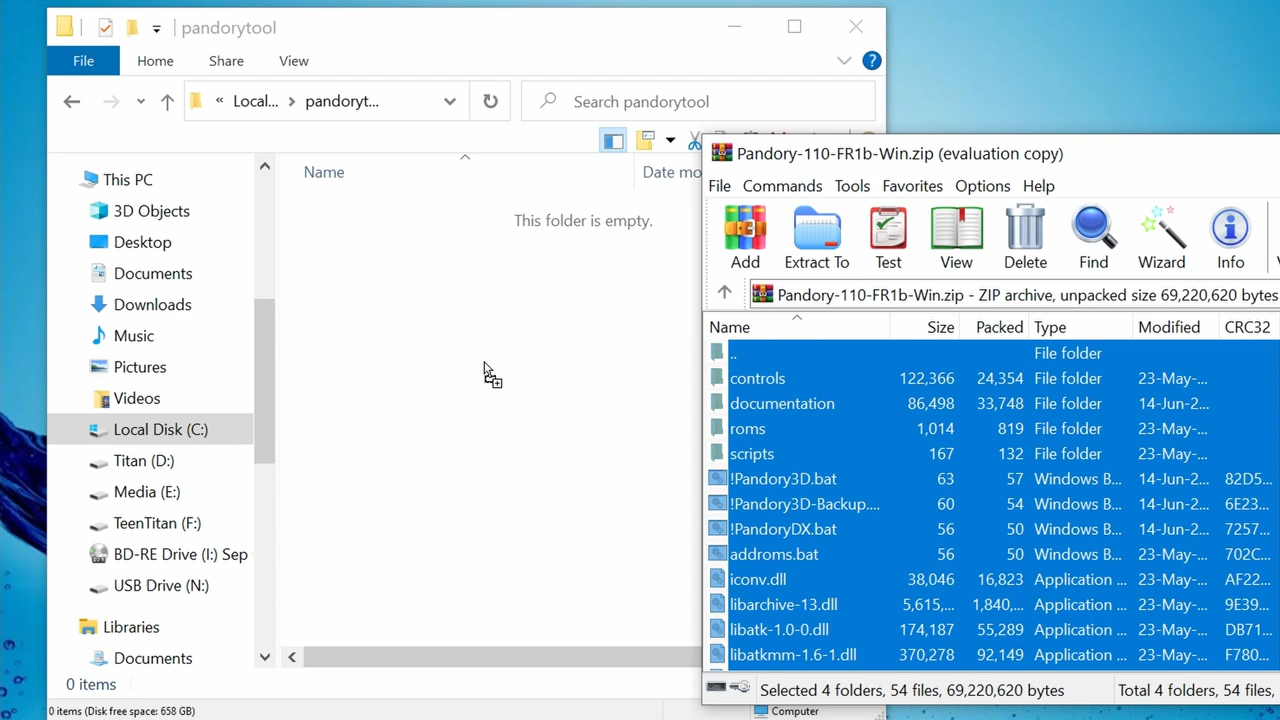 pandorytool
File Home Share View
« Local... pandoryt... Search pandorytool
Name Date mo
This folder is empty.
This PC
3D Objects
Desktop
Documents
Downloads
Music
Pictures
Videos
Local Disk (C:)
Titan (D:)
Media (E:)
TeenTitan (F:)
BD-RE Drive (I:) Sep
USB Drive (N:)
Libraries
Documents
0 items
0 items (Disk free space: 658 GB)
Computer
Pandory-110-FR1b-Win.zip (evaluation copy)
File Commands Tools Favorites Options Help
Add Extract To Test View Delete Find Wizard Info
Pandory-110-FR1b-Win.zip - ZIP archive, unpacked size 69,220,620 bytes
Name Size Packed Type Modified CRC32
.. File folder
controls 122,366 24,354 File folder 23-May-...
documentation 86,498 33,748 File folder 14-Jun-2...
roms 1,014 819 File folder 23-May-...
scripts 167 132 File folder 23-May-...
!Pandory3D.bat 63 57 Windows B... 14-Jun-2... 82D5...
!Pandory3D-Backup.... 60 54 Windows B... 14-Jun-2... 6E23...
!PandoryDX.bat 56 50 Windows B... 14-Jun-2... 7257...
addroms.bat 56 50 Windows B... 23-May-... 702C...
iconv.dll 38,046 16,823 Application ... 23-May-... AF22...
libarchive-13.dll 5,615,... 1,840,... Application ... 23-May-... 9E39...
libatk-1.0-0.dll 174,187 55,289 Application ... 23-May-... DB71...
libatkmm-1.6-1.dll 370,278 92,149 Application ... 23-May-... F780...
Selected 4 folders, 54 files, 69,220,620 bytes Total 4 folders, 54 files,